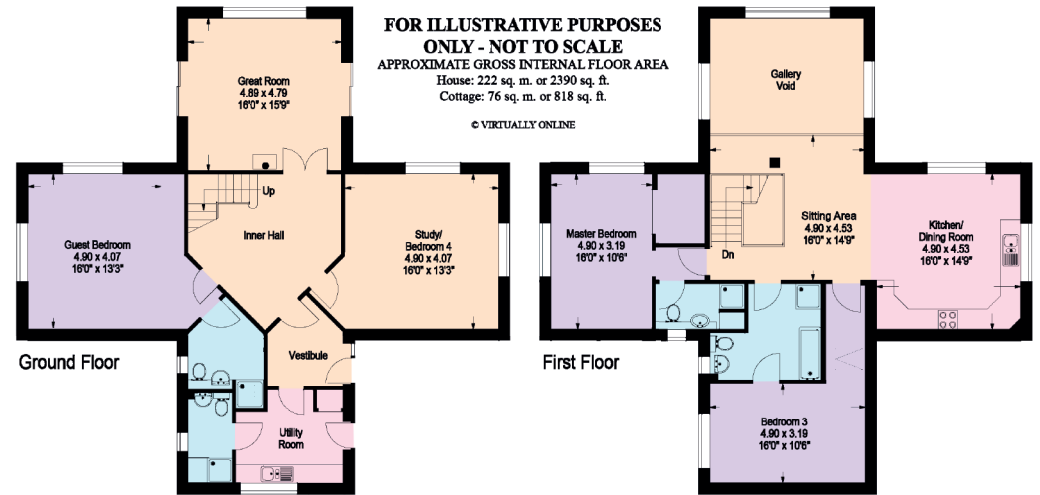 FOR ILLUSTRATIVE PURPOSES
ONLY - NOT TO SCALE
APPROXIMATE GROSS INTERNAL FLOOR AREA
House: 222 sq. m. or 2390 sq. ft.
Cottage: 76 sq. m. or 818 sq. ft.
© VIRTUALLY ONLINE
Great Room
4.89 x 4.79
16'0" x 15'9"
Up
Inner Hall
Guest Bedroom
4.90 x 4.07
16'0" x 13'3"
Study/
Bedroom 4
4.90 x 4.07
16'0" x 13'3"
Vestibule
Utility
Room
Ground Floor
Gallery
Void
Master Bedroom
4.90 x 3.19
16'0" x 10'6"
Dn
Sitting Area
4.90 x 4.53
16'0" x 14'9"
Kitchen/
Dining Room
4.90 x 4.53
16'0" x 14'9"
Bedroom 3
4.90 x 3.19
16'0" x 10'6"
First Floor